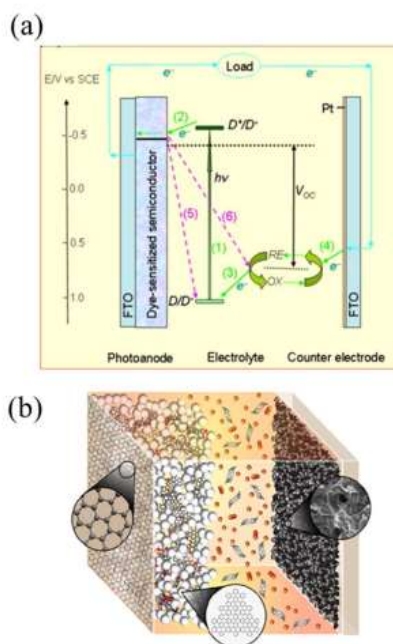 (a)
E/V vs SCE
-0.5
0.0
0.5
1.0
FTO
Dye-sensitized semiconductor
e⁻
Load
e⁻
(2)
e⁻
D*/D⁻
hν
(1)
(5)
(6)
V_OC
Pt
RE
OX
(3)
e⁻
(4)
e⁻
D/D⁻
FTO
Photoanode
Electrolyte
Counter electrode
(b)